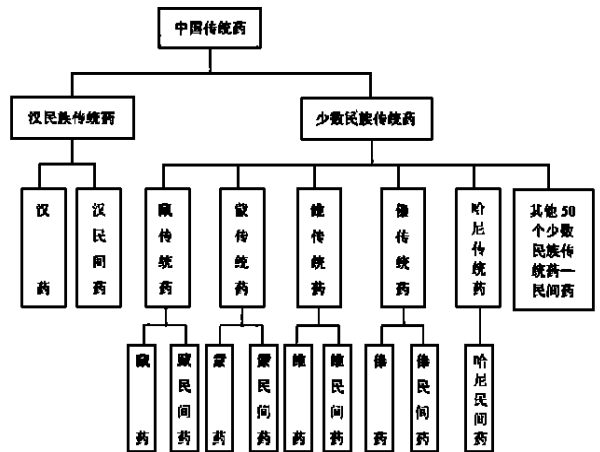 中国传统药
汉民族传统药
少数民族传统药
汉药
汉民间药
藏传统药
蒙传统药
维传统药
傣传统药
哈尼传统药
其他50
个少数
民族传
统药一
民间药
藏药
藏民间药
蒙药
蒙民间药
维药
维民间药
傣药
傣民间药
哈尼民间药